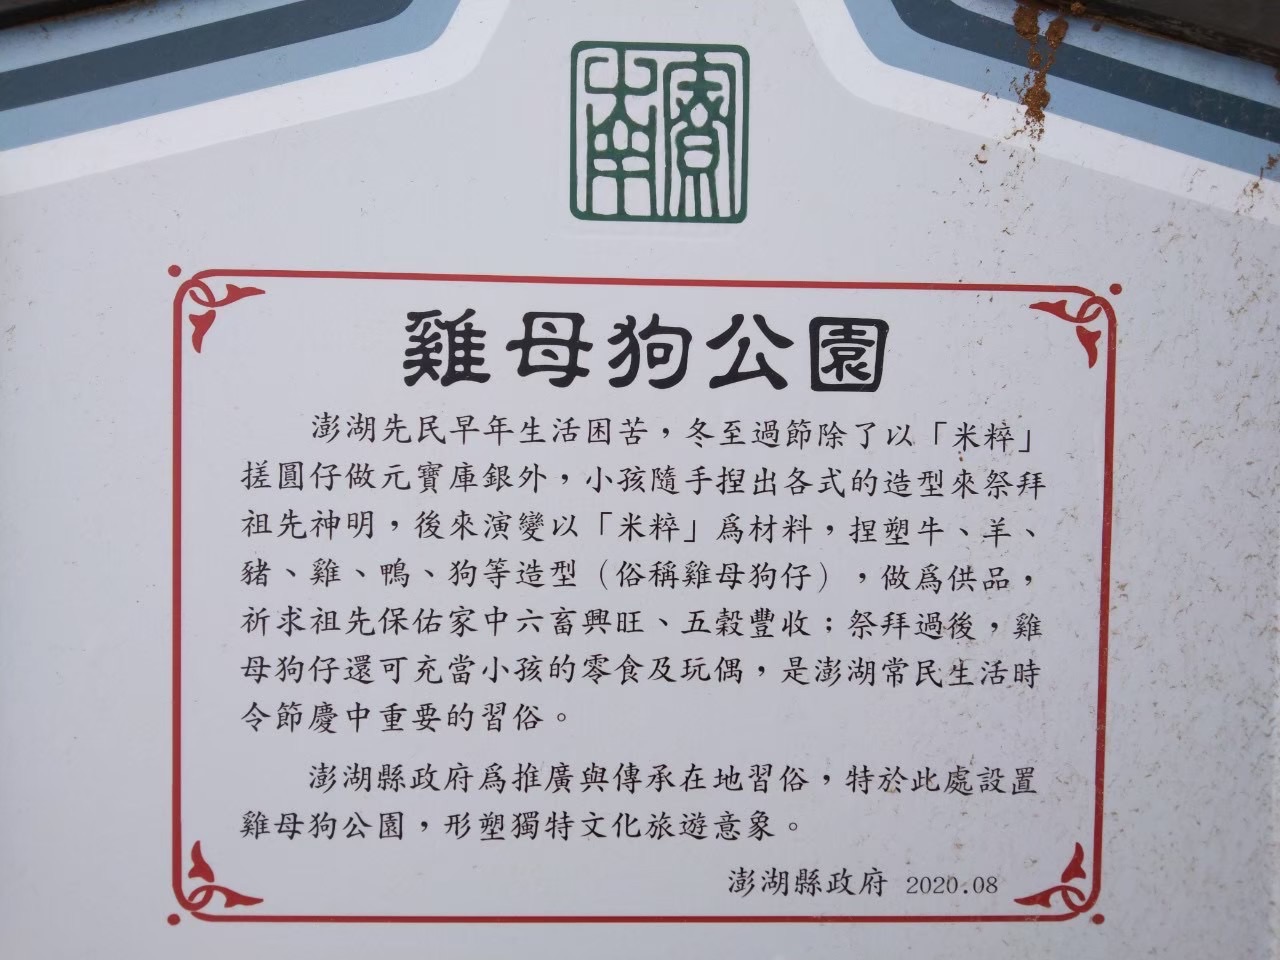 南寮
雞母狗公園
澎湖先民早年生活困苦，冬至過節除了以「米粹」
搓圓仔做元寶庫銀外，小孩隨手捏出各式的造型來祭拜
祖先神明，後來演變以「米粹」爲材料，捏塑牛、羊、
豬、雞、鴨、狗等造型（俗稱雞母狗仔），做爲供品，
祈求祖先保佑家中六畜興旺、五穀豐收；祭拜過後，雞
母狗仔還可充當小孩的零食及玩偶，是澎湖常民生活時
令節慶中重要的習俗。
澎湖縣政府爲推廣與傳承在地習俗，特於此處設置
雞母狗公園，形塑獨特文化旅遊意象。
澎湖縣政府 2020.08